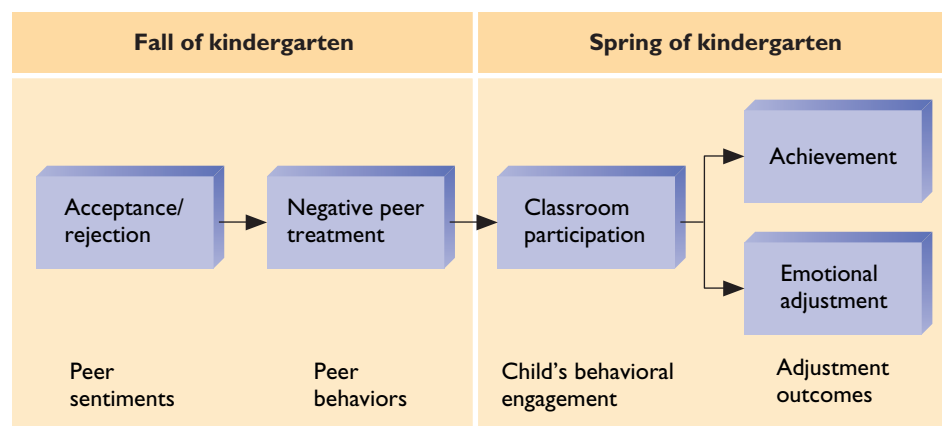 Fall of kindergarten
Spring of kindergarten
Acceptance/
rejection
Negative peer
treatment
Classroom
participation
Achievement
Emotional
adjustment
Peer
sentiments
Peer
behaviors
Child’s behavioral
engagement
Adjustment
outcomes